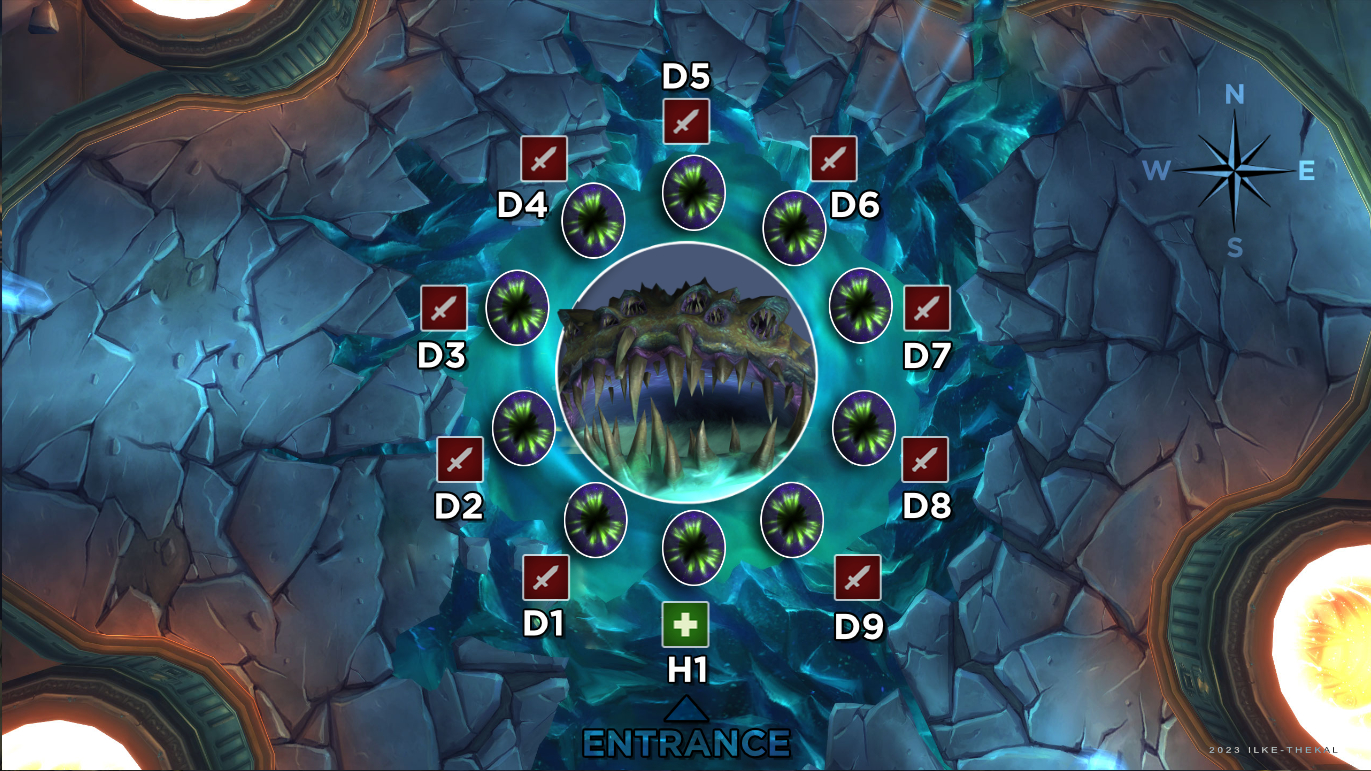 D5
N
D4
D6
W
E
S
D3
D7
D2
D8
D1
D9
H1
ENTRANCE
2023 ILKE-THEKAL